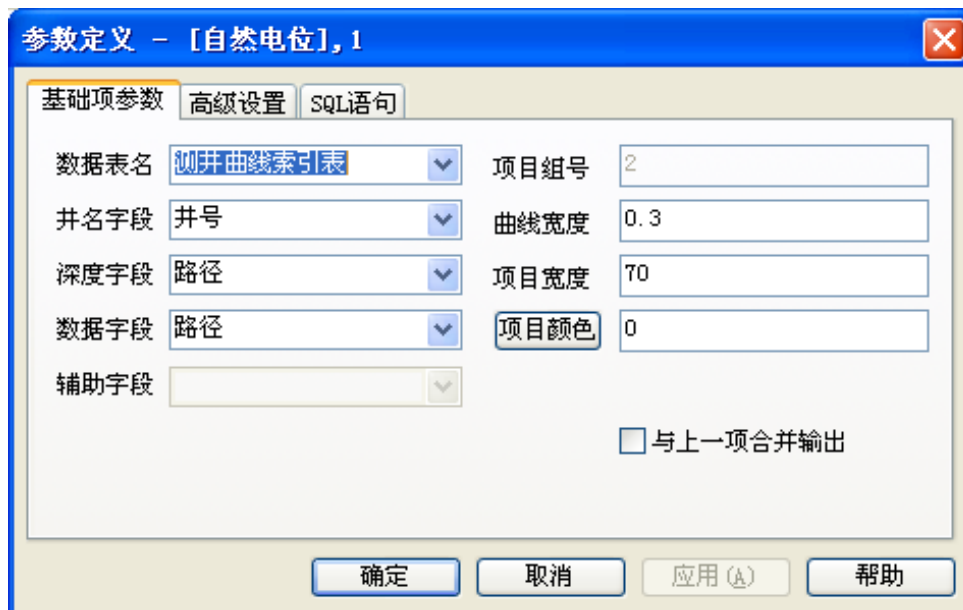 参数定义 - [自然电位],1
基础项参数 高级设置 SQL语句
数据表名 测井曲线索引表 项目组号 2
井名字段 井号 曲线宽度 0.3
深度字段 路径 项目宽度 70
数据字段 路径 项目颜色 0
辅助字段
与上一项合并输出
确定 取消 应用(A) 帮助